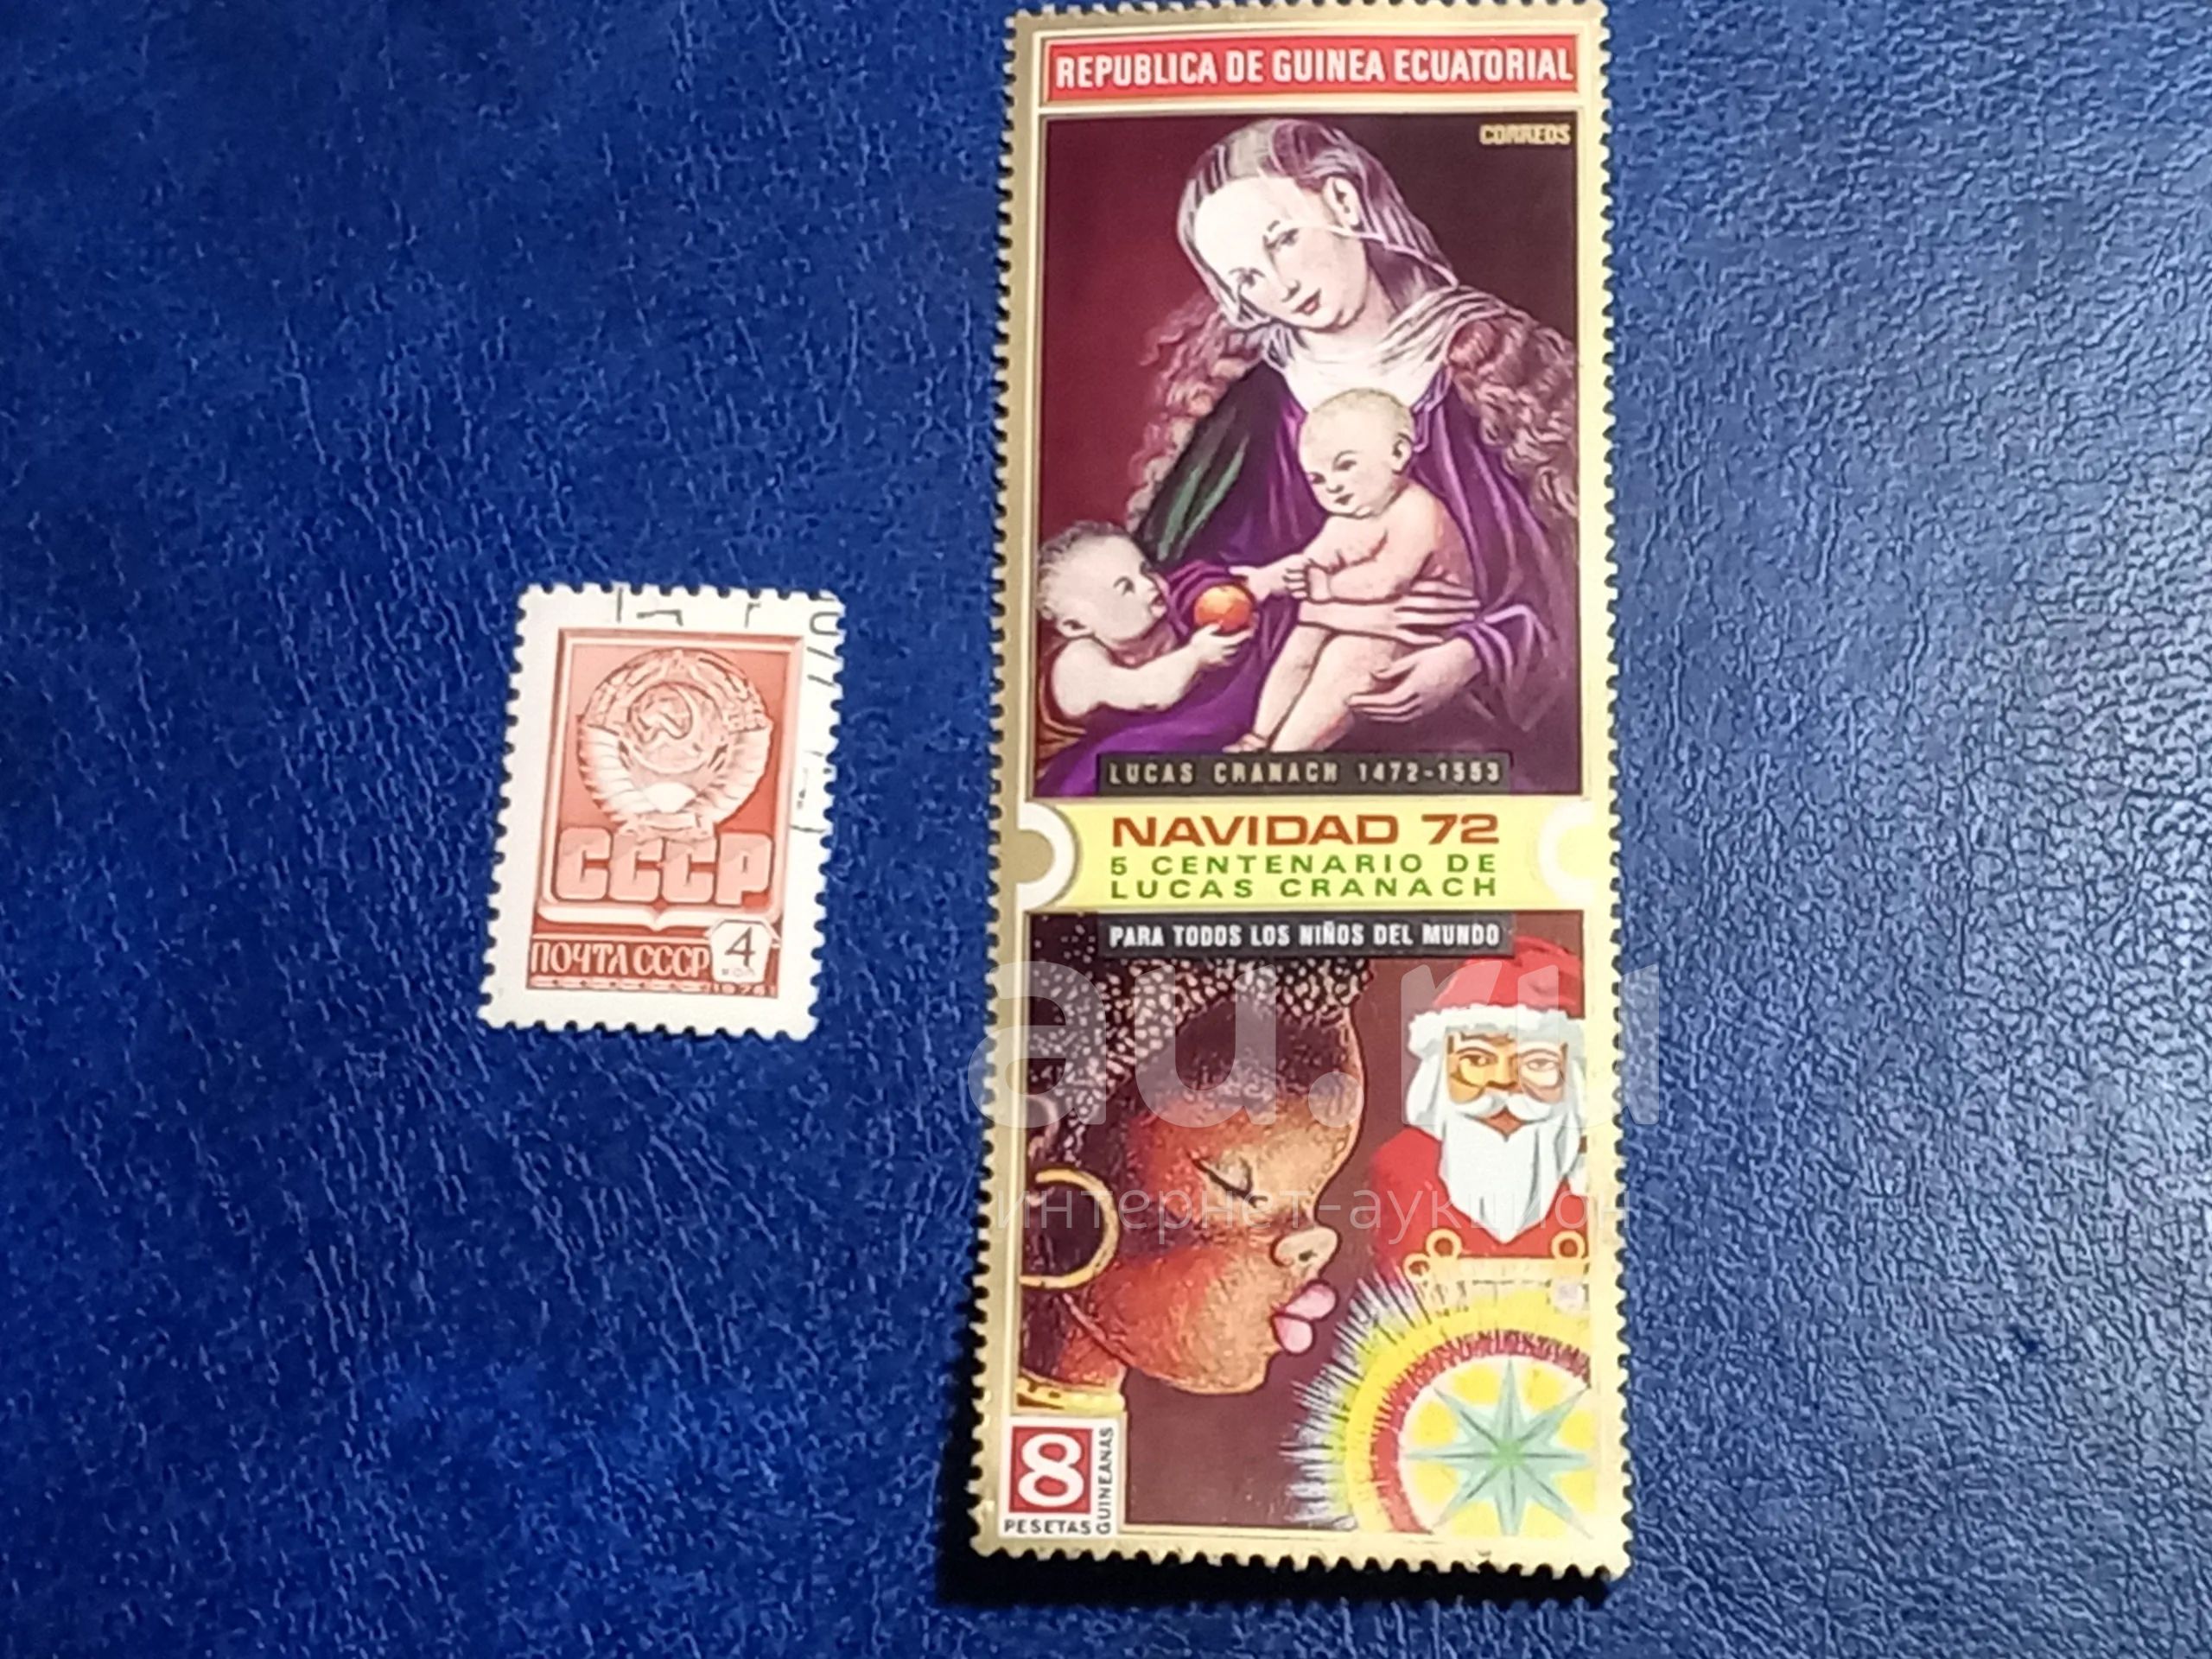 СССР
ПОЧТА СССР
4
КОП
1976
REPUBLICA DE GUINEA ECUATORIAL
CORREOS
LUCAS CRANACH 1472-1553
NAVIDAD 72
5 CENTENARIO DE
LUCAS CRANACH
PARA TODOS LOS NIÑOS DEL MUNDO
8
PESETAS
GUINEANAS
au.ru
интернет-аукцион